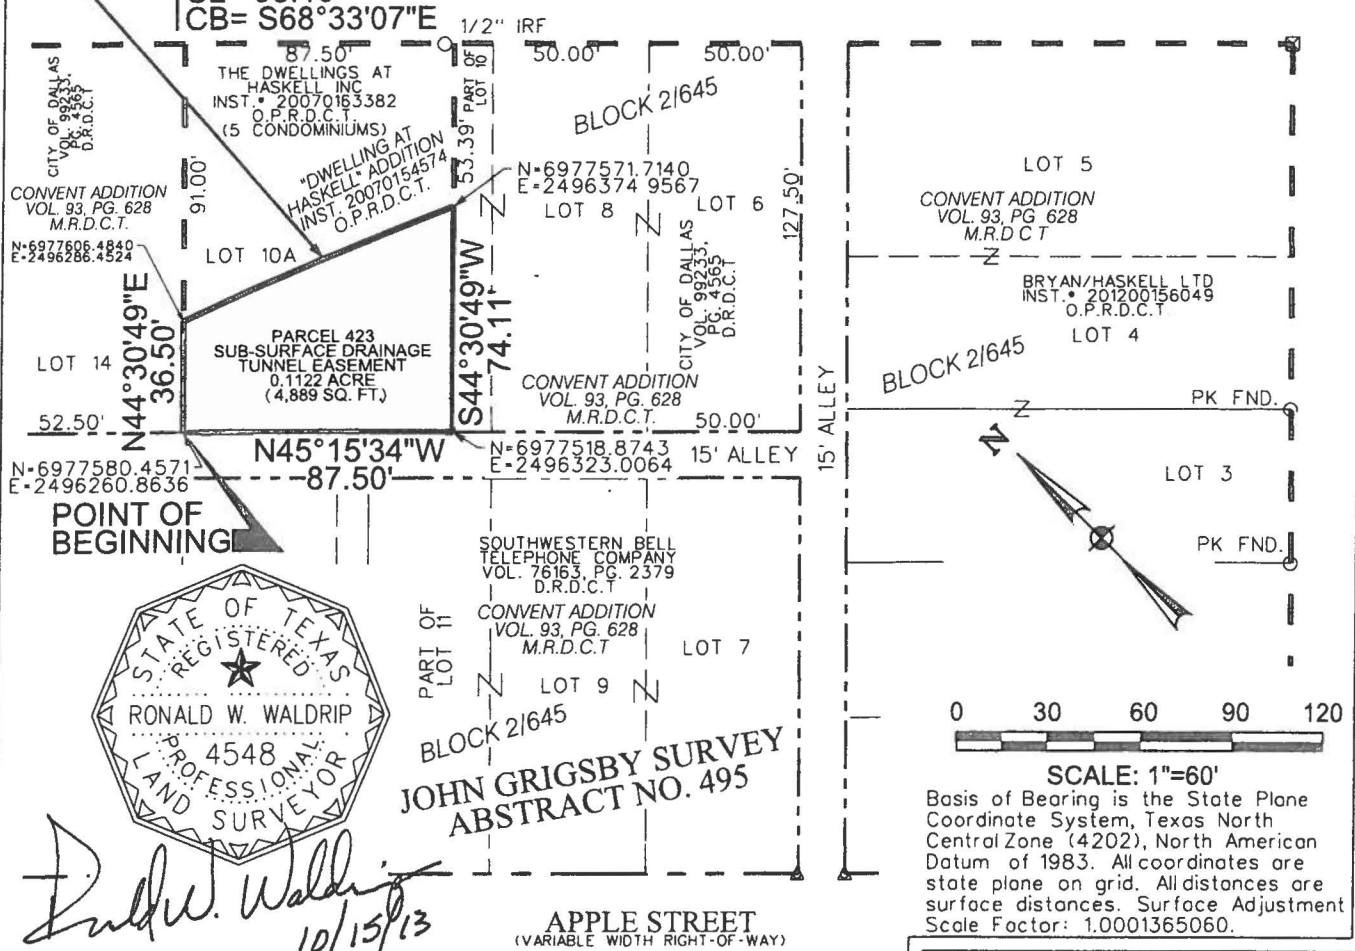 CB= S68°33'07"E
1/2" IRF
87.50'
50.00'
50.00'
CITY OF DALLAS
VOL. 99233,
PG. 4565
D.R.D.C.T
THE DWELLINGS AT
HASKELL INC
INST.# 20070163382
O.P.R.D.C.T.
(5 CONDOMINIUMS)
PART OF
LOT 10
53.39'
BLOCK 2/645
91.00'
"DWELLING AT
HASKELL" ADDITION
INST. 20070154574
O.P.R.D.C.T.
N=6977571.7140
E=2496374 9567
LOT 8
LOT 6
127.50'
LOT 5
CONVENT ADDITION
VOL. 93, PG 628
M.R.D C T
CONVENT ADDITION
VOL. 93, PG. 628
M.R.D.C.T.
N=6977606.4840
E=2496286.4524
LOT 10A
Z
Z
Z
CITY OF DALLAS
VOL. 99233,
PG. 4565
D.R.D.C.T
BRYAN/HASKELL LTD
INST.# 201200156049
O.P.R.D.C.T
LOT 4
BLOCK 2/645
N44°30'49"E
36.50'
PARCEL 423
SUB-SURFACE DRAINAGE
TUNNEL EASEMENT
0.1122 ACRE
(4,889 SQ. FT.)
S44°30'49"W
74.11'
LOT 14
52.50'
CONVENT ADDITION
VOL. 93, PG. 628
M.R.D.C.T.
50.00'
15' ALLEY
PK FND.
Z
N
N45°15'34"W
87.50'
N=6977518.8743
E=2496323.0064
15' ALLEY
LOT 3
N=6977580.4571
E=2496260.8636
POINT OF
BEGINNING
PK FND.
SOUTHWESTERN BELL
TELEPHONE COMPANY
VOL. 76163, PG. 2379
D.R.D.C.T
CONVENT ADDITION
VOL. 93, PG. 628
M.R.D.C.T
PART OF
LOT 11
LOT 7
Z
LOT 9
Z
BLOCK 2/645
STATE OF TEXAS
REGISTERED
RONALD W. WALDRIP
4548
PROFESSIONAL
LAND SURVEYOR
JOHN GRIGSBY SURVEY
ABSTRACT NO. 495
0 30 60 90 120
SCALE: 1"=60'
Basis of Bearing is the State Plane
Coordinate System, Texas North
Central Zone (4202), North American
Datum of 1983. All coordinates are
state plane on grid. All distances are
surface distances. Surface Adjustment
Scale Factor: 1.0001365060.
Ronald W. Waldrip
10/15/13
APPLE STREET
(VARIABLE WIDTH RIGHT-OF-WAY)